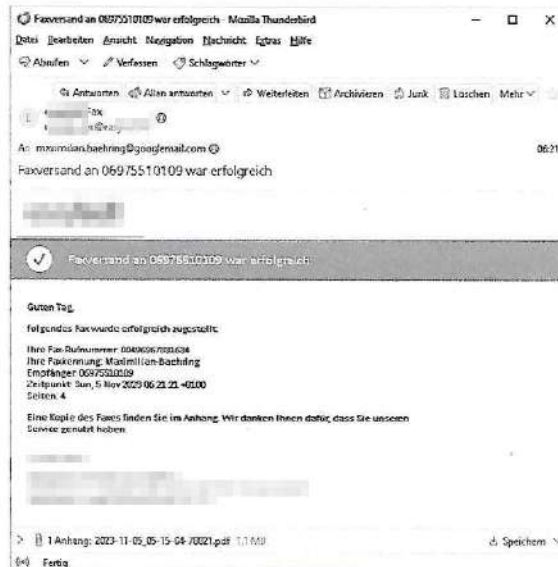 Faxversand an 06975510109 war erfolgreich - Mozilla Thunderbird
Datei Bearbeiten Ansicht Navigation Nachricht Extras Hilfe
Abrufen Verfassen Schlagwörter
Antworten Allen antworten Weiterleiten Archivieren Junk Löschen Mehr
Fax
An maximilian.baehring@googlemail.com 06:21
Faxversand an 06975510109 war erfolgreich
Faxversand an 06975510109 war erfolgreich
Guten Tag,
folgendes Fax wurde erfolgreich zugestellt:
Ihre Fax-Rufnummer:
Ihre Faxkennung: Maximilian-Baehring
Empfänger: 06975510109
Zeitpunkt: Sun, 5 Nov 2023 06:21:21 +0100
Seiten: 4
Eine Kopie des Faxes finden Sie im Anhang. Wir danken Ihnen dafür, dass Sie unseren
Service genutzt haben.
1 Anhang: 2023-11-05_05-15-04-70021.pdf 1,1 MB Speichern
Fertig